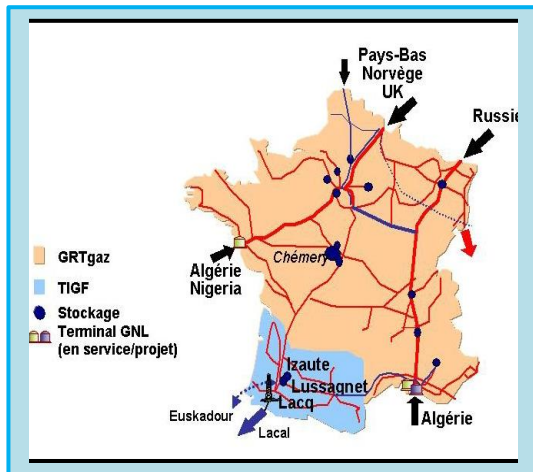 Pays-Bas
Norvège
UK
Russie
GRTgaz
TIGF
Stockage
Terminal GNL
(en service/projet)
Algérie
Nigeria
Chémery
Izaute
Lussagnet
Lacq
Euskadour
Lacal
Algérie